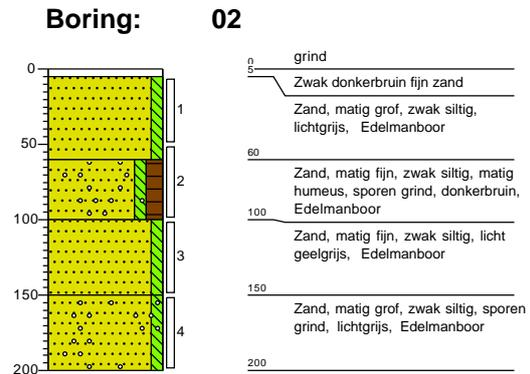 Boring: 02
0
50
100
150
200
1
2
3
4
0
grind
5
Zwak donkerbruin fijn zand
Zand, matig grof, zwak siltig,
lichtgrijs, Edelmanboor
60
Zand, matig fijn, zwak siltig, matig
humeus, sporen grind, donkerbruin,
Edelmanboor
100
Zand, matig fijn, zwak siltig, licht
geelgrijs, Edelmanboor
150
Zand, matig grof, zwak siltig, sporen
grind, lichtgrijs, Edelmanboor
200